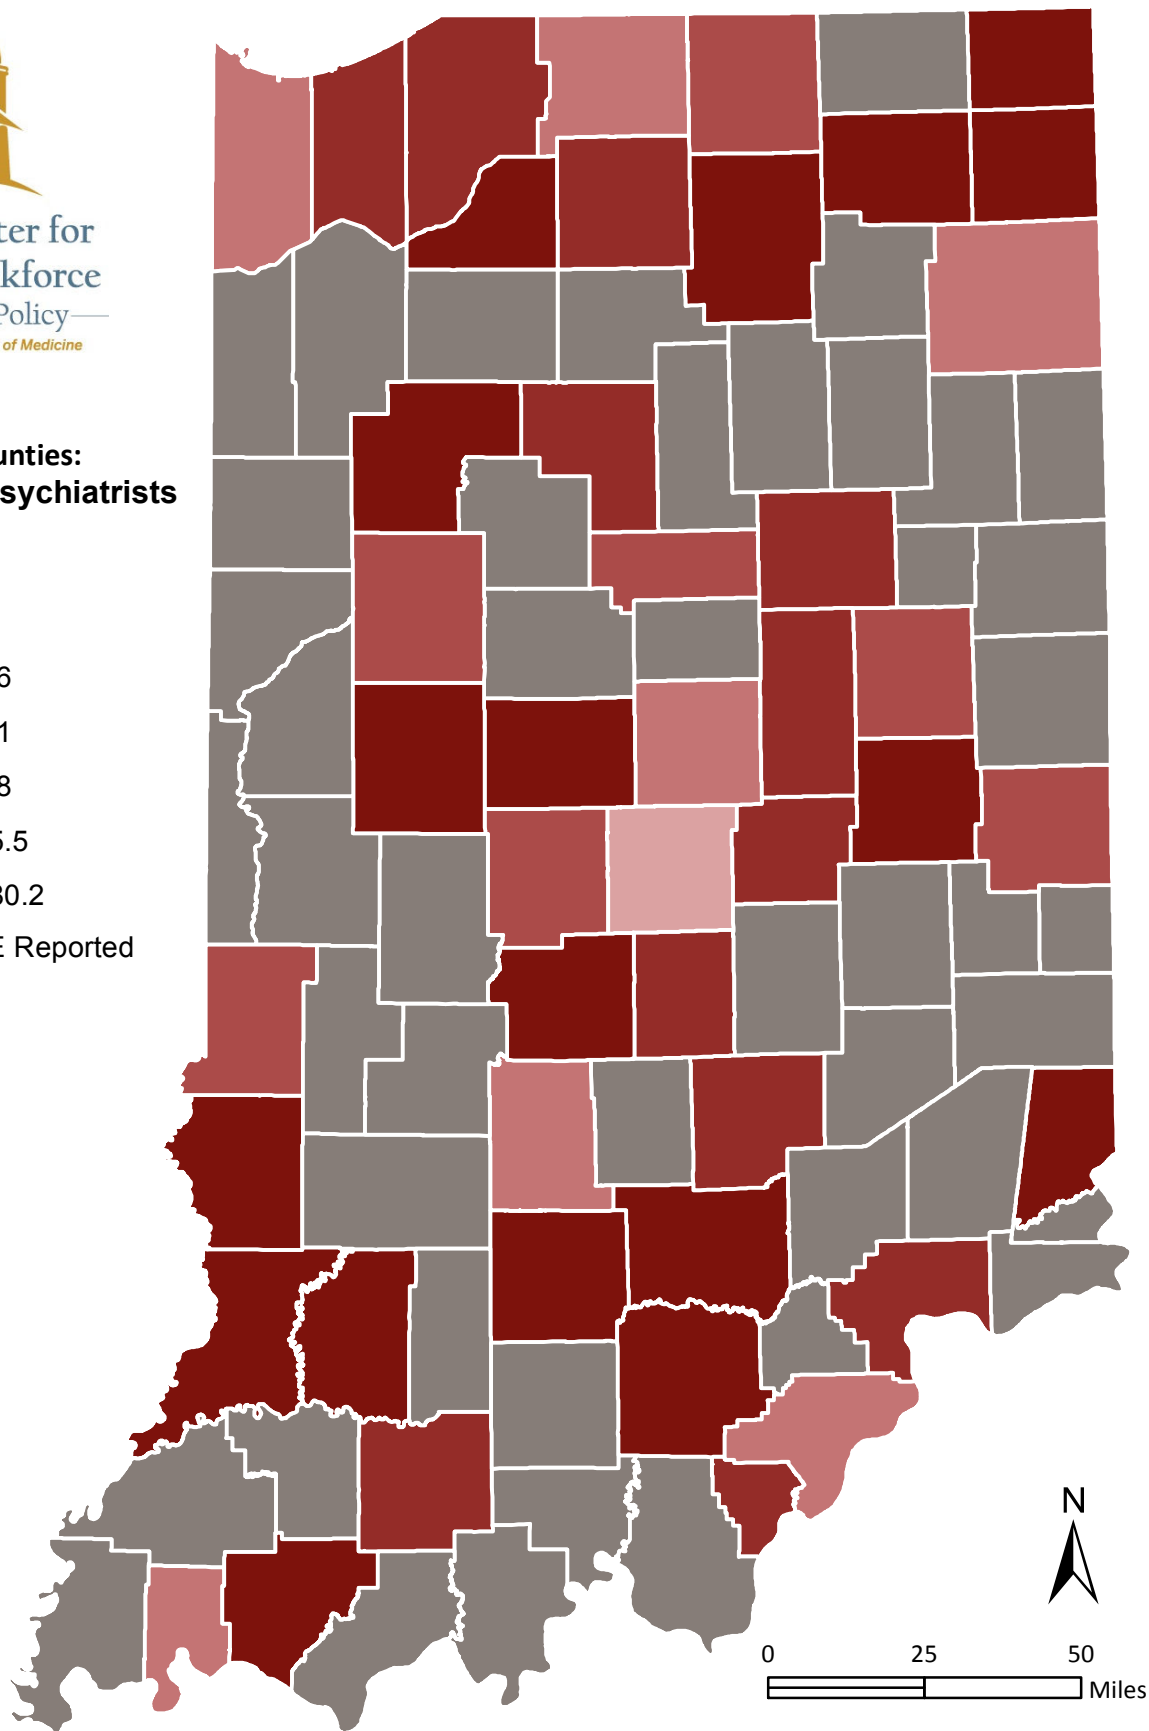 ter for
kforce
Policy
of Medicine
unties:
sychiatrists
6
1
8
5.5
30.2
E Reported
N
0 25 50
Miles